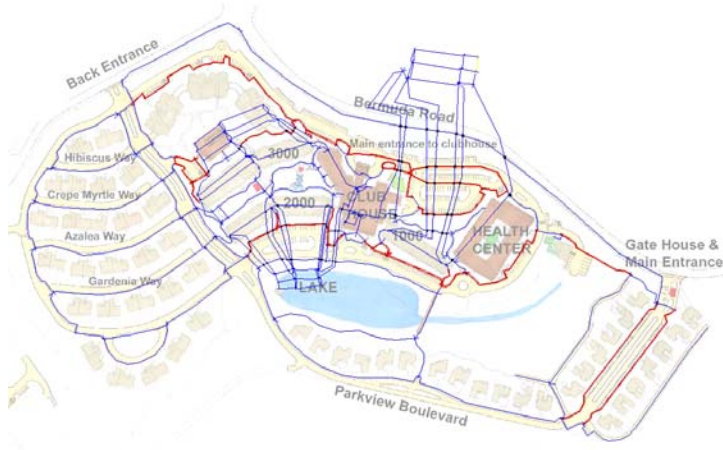 Back Entrance
Bermuda Road
Main entrance to clubhouse
Hibiscus Way
3000
Crepe Myrtle Way
CLUB
HOUSE
2000
Azalea Way
1000
HEALTH
CENTER
Gate House &
Main Entrance
Gardenia Way
LAKE
Parkview Boulevard